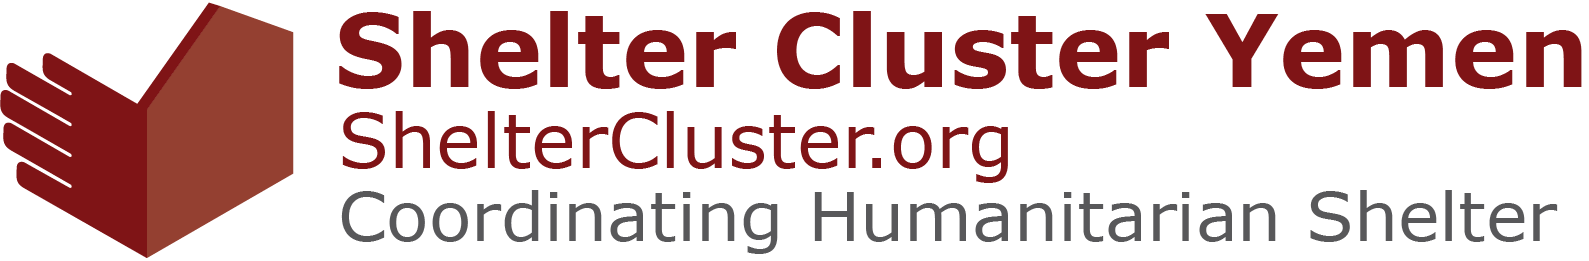 Shelter Cluster Yemen
ShelterCluster.org
Coordinating Humanitarian Shelter